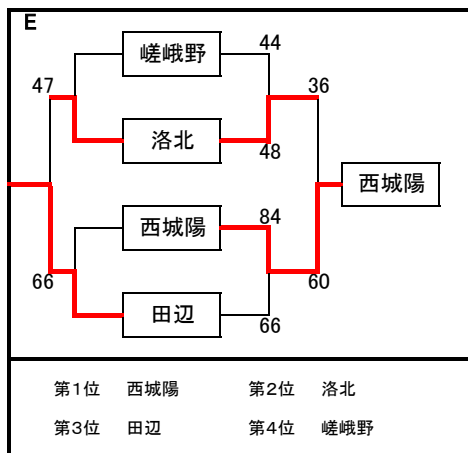 E
嵯峨野
44
47
36
洛北
48
西城陽
西城陽
84
66
60
田辺
66
第1位 西城陽 第2位 洛北
第3位 田辺 第4位 嵯峨野